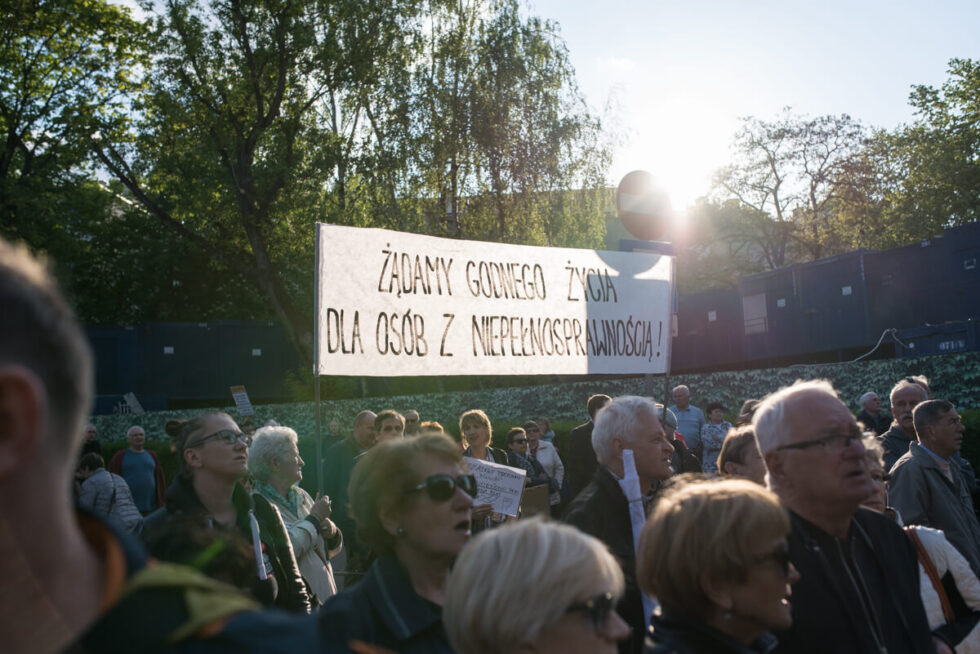 ŻĄDAMY GODNEGO ŻYCIA
DLA OSÓB Z NIEPEŁNOSPRAWNOŚCIĄ!